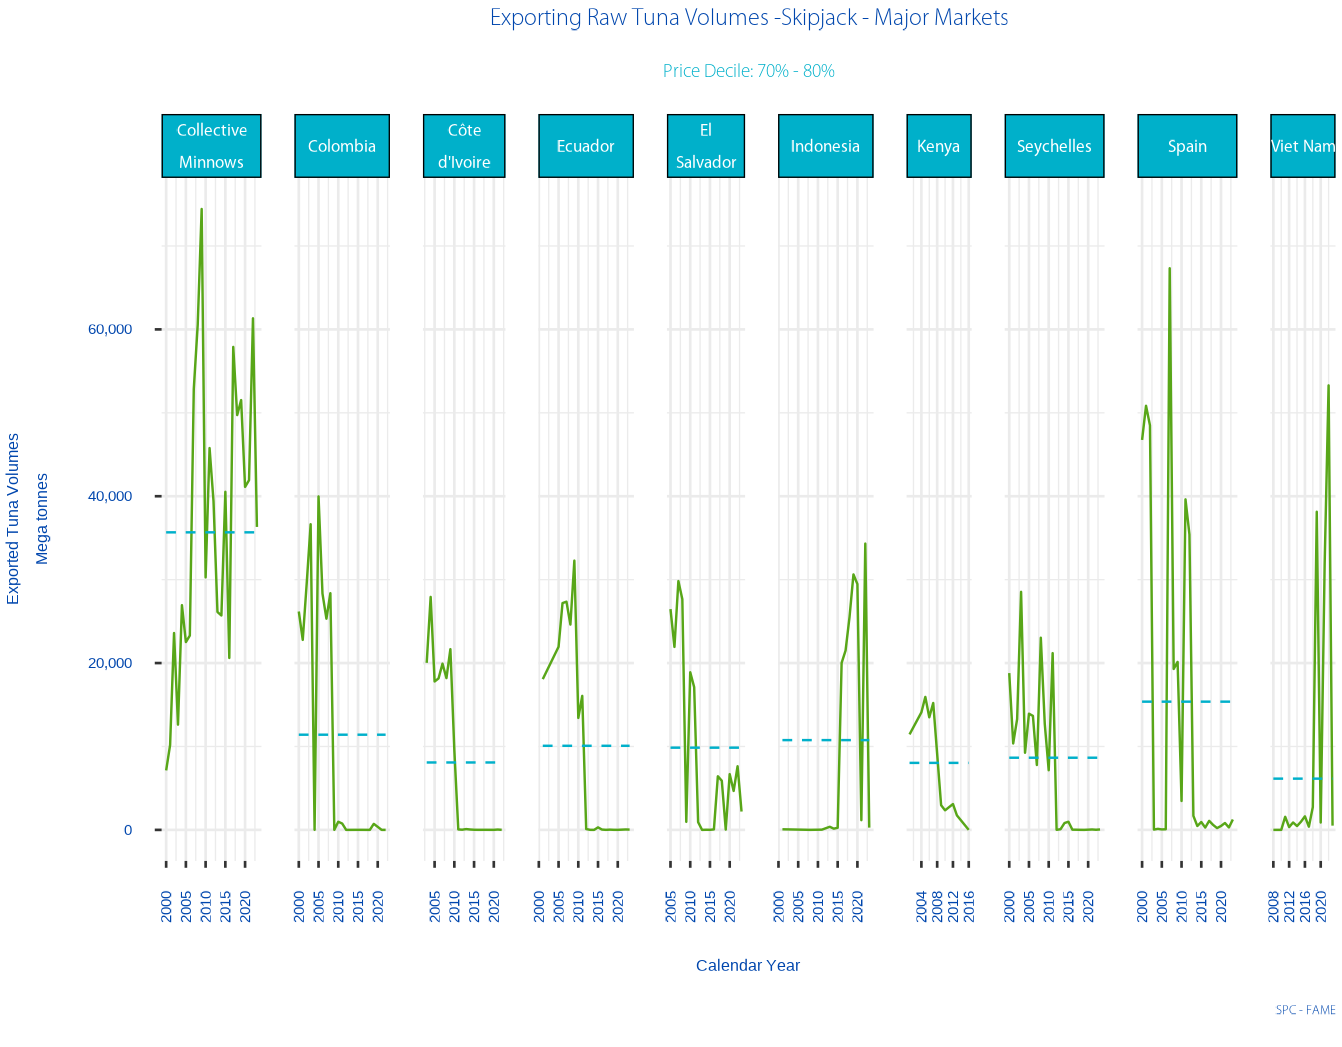 Exporting Raw Tuna Volumes -Skipjack - Major Markets
Price Decile: 70% - 80%
Collective
Minnows
Colombia
Côte
d'Ivoire
Ecuador
El
Salvador
Indonesia
Kenya
Seychelles
Spain
Viet Nam
Exported Tuna Volumes
Mega tonnes
60,000
40,000
20,000
0
2000 2005 2010 2015 2020
2000 2005 2010 2015 2020
2005 2010 2015 2020
2000 2005 2010 2015 2020
2005 2010 2015 2020
2000 2005 2010 2015 2020
2004 2008 2012 2016
2000 2005 2010 2015 2020
2000 2005 2010 2015 2020
2008 2012 2016 2020
Calendar Year
SPC - FAME